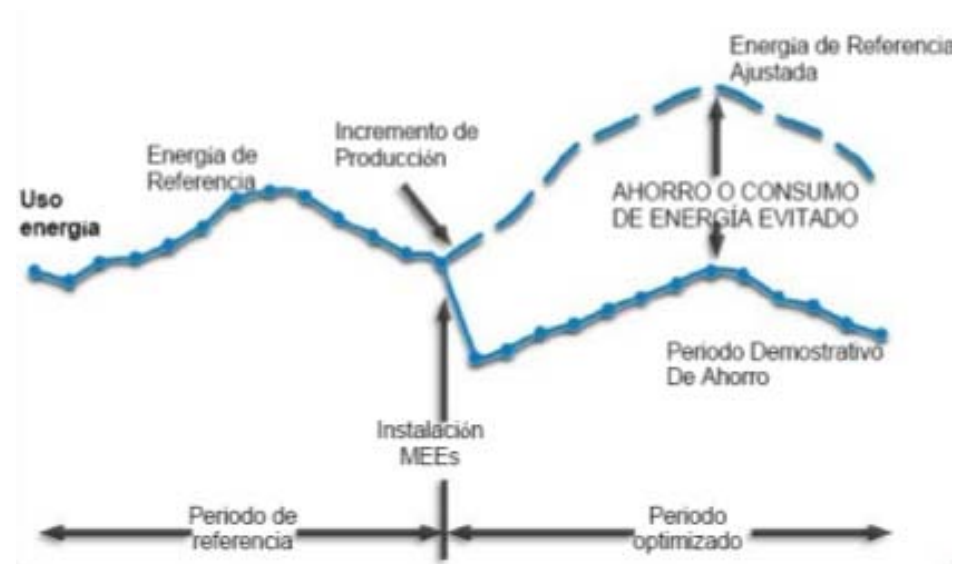 Energía de Referencia
Ajustada
Incremento de
Producción
Energía de
Referencia
Uso
energía
AHORRO O CONSUMO
DE ENERGÍA EVITADO
Periodo Demostrativo
De Ahorro
Instalación
MEEs
Periodo de
referencia
Periodo
optimizado